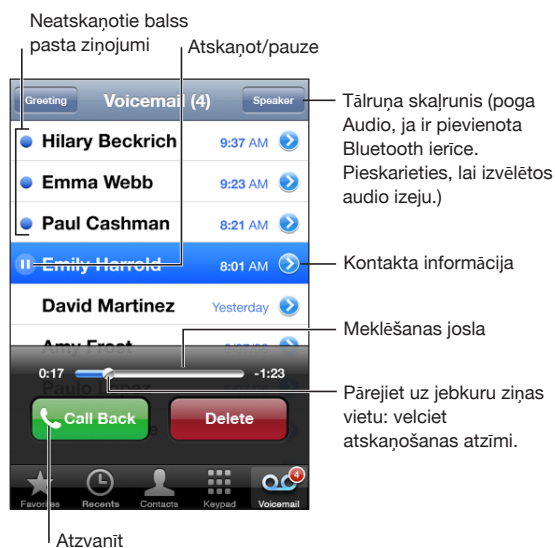 Neatskaņotie balss
pasta ziņojumi
Atskaņot/pauze
Greeting
Voicemail (4)
Speaker
Tālruņa skaļrunis (poga
Audio, ja ir pievienota
Bluetooth ierīce.
Pieskarieties, lai izvēlētos
audio izeju.)
Hilary Beckrich 9:37 AM
Emma Webb 9:23 AM
Paul Cashman 8:21 AM
Emily Harrold 8:01 AM
Kontakta informācija
David Martinez Yesterday
Meklēšanas josla
Amy Frost
0:17 -1:23
Paulo Lopez
Pārejiet uz jebkuru ziņas
vietu: velciet
atskaņošanas atzīmi.
Call Back
Delete
4
Favorites Recents Contacts Keypad Voicemail
Atzvanīt